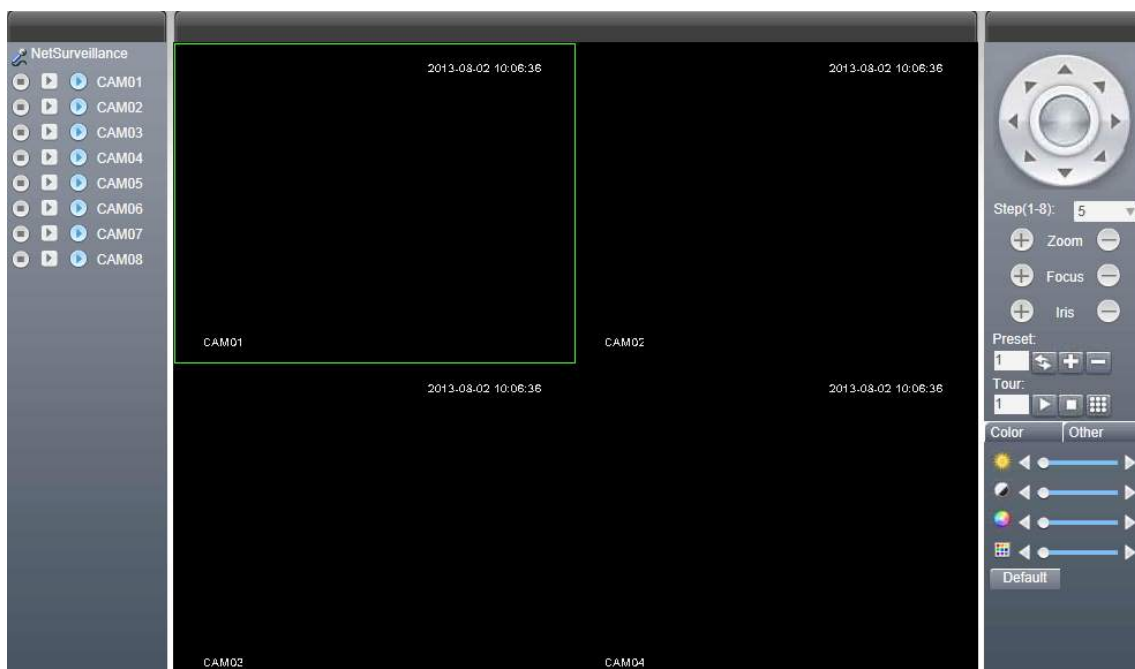 NetSurveillance
CAM01
CAM02
CAM03
CAM04
CAM05
CAM06
CAM07
CAM08
2013-08-02 10:06:36
2013-08-02 10:06:36
CAM01
CAM02
2013-08-02 10:06:36
2013-08-02 10:06:36
CAM03
CAM04
Step(1-8): 5
Zoom
Focus
Iris
Preset:
1
Tour:
1
Color Other
Default